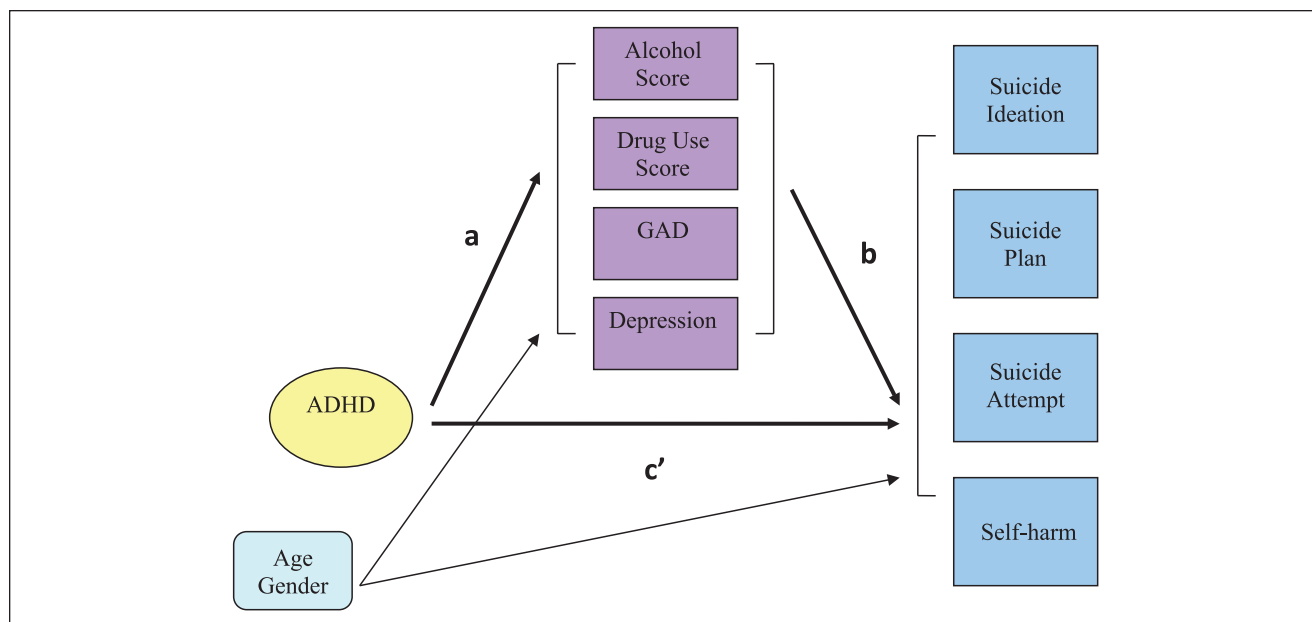 Alcohol
Score
Drug Use
Score
GAD
Depression
Suicide
Ideation
Suicide
Plan
Suicide
Attempt
Self-harm
a
b
ADHD
c’
Age
Gender